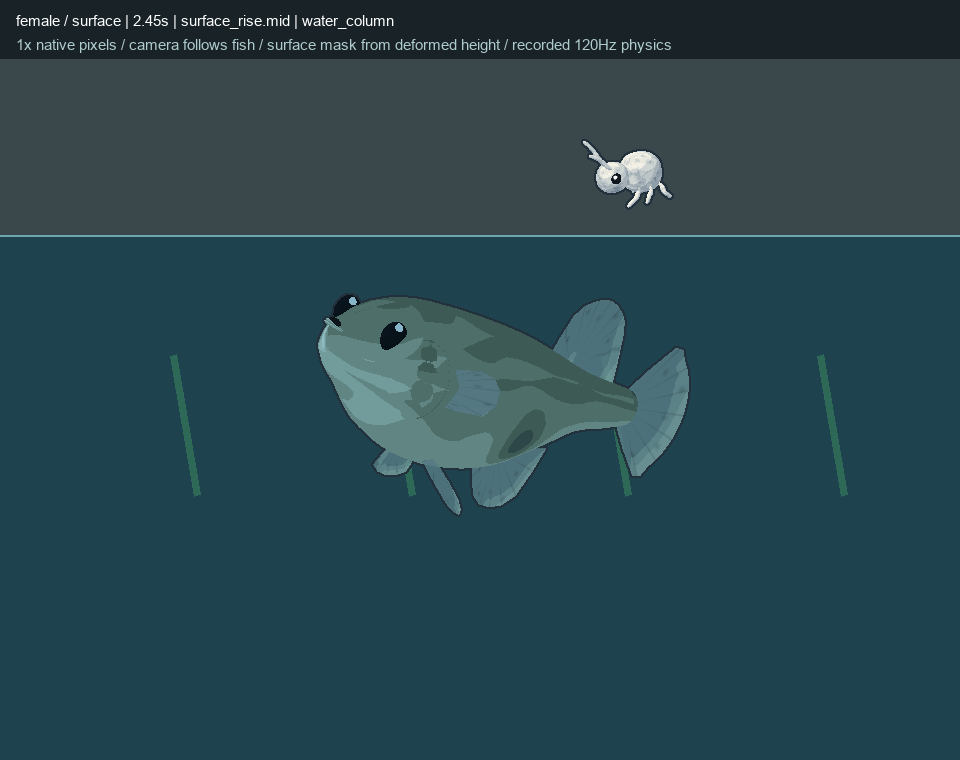 female / surface | 2.45s | surface_rise.mid | water_column
1x native pixels / camera follows fish / surface mask from deformed height / recorded 120Hz physics